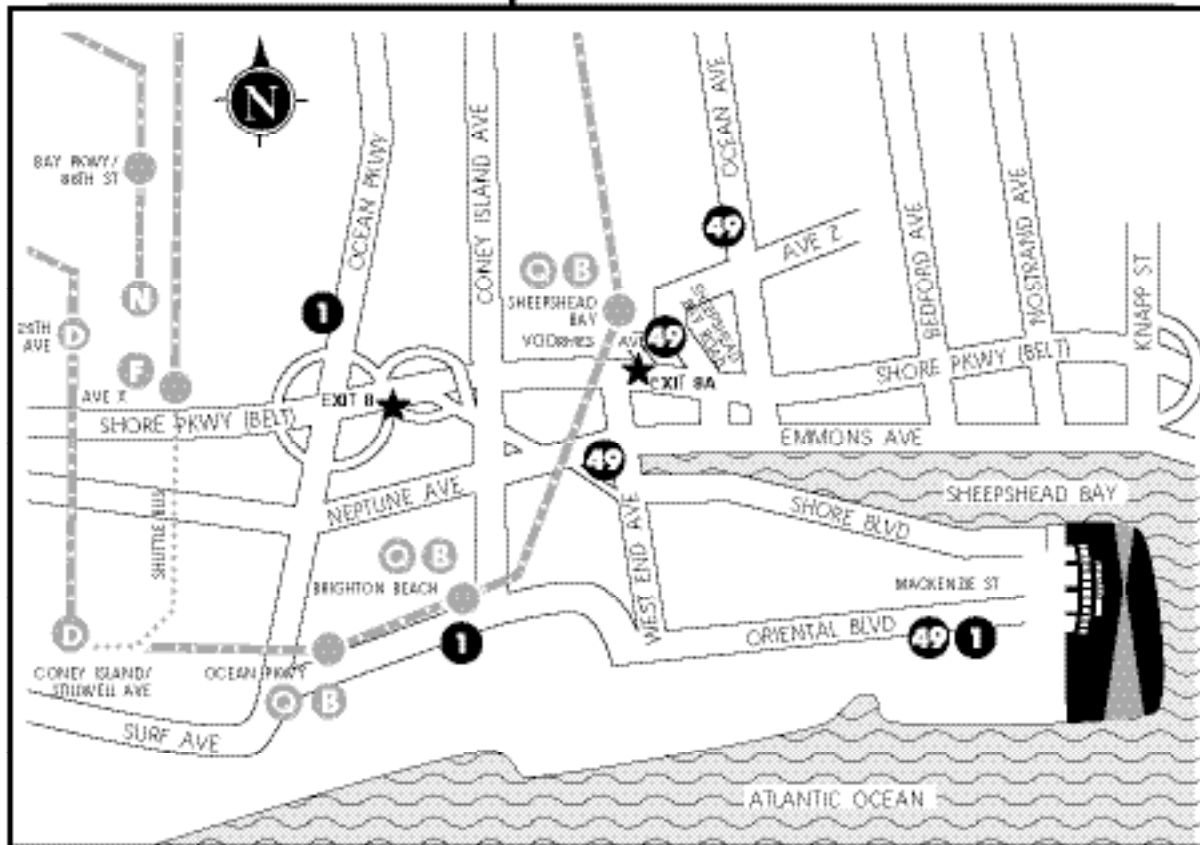 N
BAY PKWY/
86TH ST
OCEAN PKWY
CONEY ISLAND AVE
OCEAN AVE
49
AVE Z
BEDFORD AVE
NOSTRAND AVE
KNAPP ST
Q B
SHEEPSHEAD
BAY
N
1
SHEEPSHEAD
BAY ROAD
25TH
AVE
D
VOORHIES AVE
49
F
AVE X
EXIT 8
EXIT 8A
SHORE PKWY (BELT)
SHORE PKWY (BELT)
EMMONS AVE
49
NEPTUNE AVE
SHEEPSHEAD BAY
SHORE BLVD
SHUTTLE BUS
WEST END AVE
Q B
BRIGHTON BEACH
MACKENZIE ST
D
1
ORIENTAL BLVD
49 1
CONEY ISLAND/
STILLWELL AVE
OCEAN PKWY
Q B
SURF AVE
ATLANTIC OCEAN